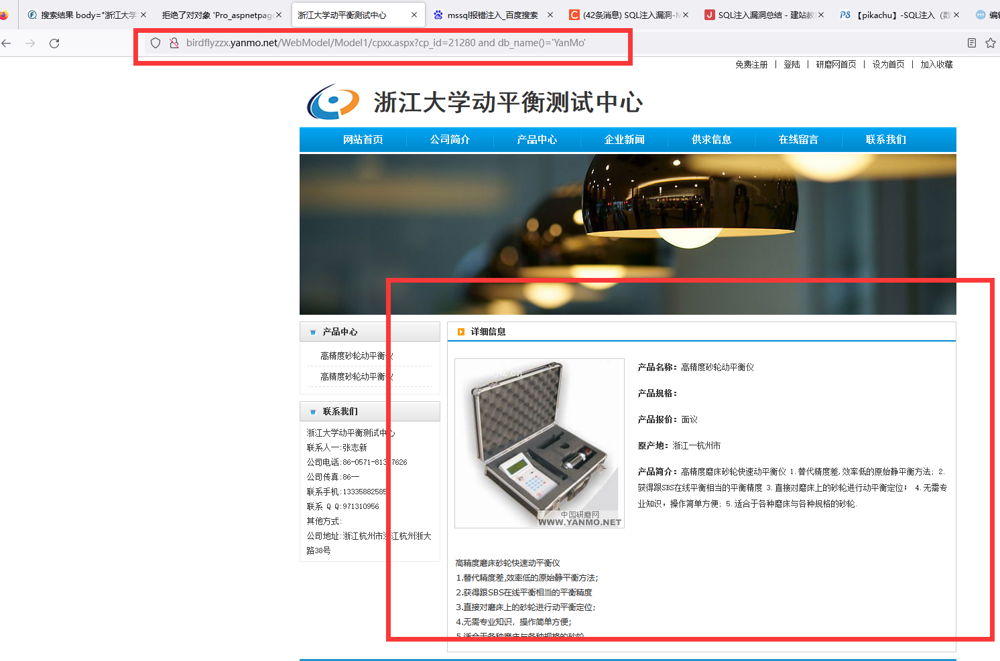 搜索结果 body="浙江大学
拒绝了对对象 'Pro_aspnetpage
浙江大学动平衡测试中心
mssql报错注入_百度搜索
(42条消息) SQL注入漏洞-M
SQL注入漏洞总结 - 建站教
【pikachu】-SQL注入（数
编辑
birdflyzzx.yanmo.net/WebModel/Model1/cpxx.aspx?cp_id=21280 and db_name()='YanMo'
免费注册 | 登陆 | 研磨网首页 | 设为首页 | 加入收藏
浙江大学动平衡测试中心
网站首页 公司简介 产品中心 企业新闻 供求信息 在线留言 联系我们
产品中心
高精度砂轮动平衡仪
高精度砂轮动平衡仪
联系我们
浙江大学动平衡测试中心
联系人一:张志新
公司电话:86-0571-81397626
公司传真:86—
联系手机:13335882585
联系 Q Q:971310956
其他方式:
公司地址:浙江杭州市浙江杭州浙大
路38号
详细信息
中国研磨网
WWW.YANMO.NET
产品名称：高精度砂轮动平衡仪
产品规格：
产品报价：面议
原产地：浙江—杭州市
产品简介：高精度磨床砂轮快速动平衡仪 1.替代精度差,效率低的原始静平衡方法; 2.
获得跟SBS在线平衡相当的平衡精度 3.直接对磨床上的砂轮进行动平衡定位； 4.无需专
业知识，操作简单方便; 5.适合于各种磨床与各种规格的砂轮.
高精度磨床砂轮快速动平衡仪
1.替代精度差,效率低的原始静平衡方法;
2.获得跟SBS在线平衡相当的平衡精度
3.直接对磨床上的砂轮进行动平衡定位;
4.无需专业知识，操作简单方便;
5.适合于各种磨床与各种规格的砂轮